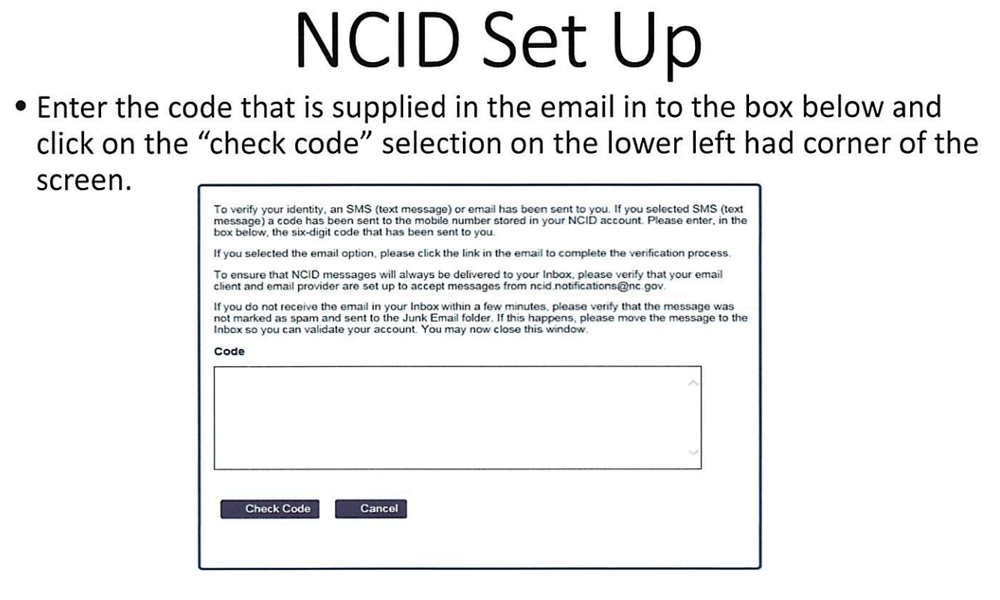 NCID Set Up
• Enter the code that is supplied in the email in to the box below and
click on the “check code” selection on the lower left had corner of the
screen.
To verify your identity, an SMS (text message) or email has been sent to you. If you selected SMS (text
message) a code has been sent to the mobile number stored in your NCID account. Please enter, in the
box below, the six-digit code that has been sent to you.
If you selected the email option, please click the link in the email to complete the verification process.
To ensure that NCID messages will always be delivered to your Inbox, please verify that your email
client and email provider are set up to accept messages from ncid.notifications@nc.gov.
If you do not receive the email in your Inbox within a few minutes, please verify that the message was
not marked as spam and sent to the Junk Email folder. If this happens, please move the message to the
Inbox so you can validate your account. You may now close this window.
Code
Check Code Cancel